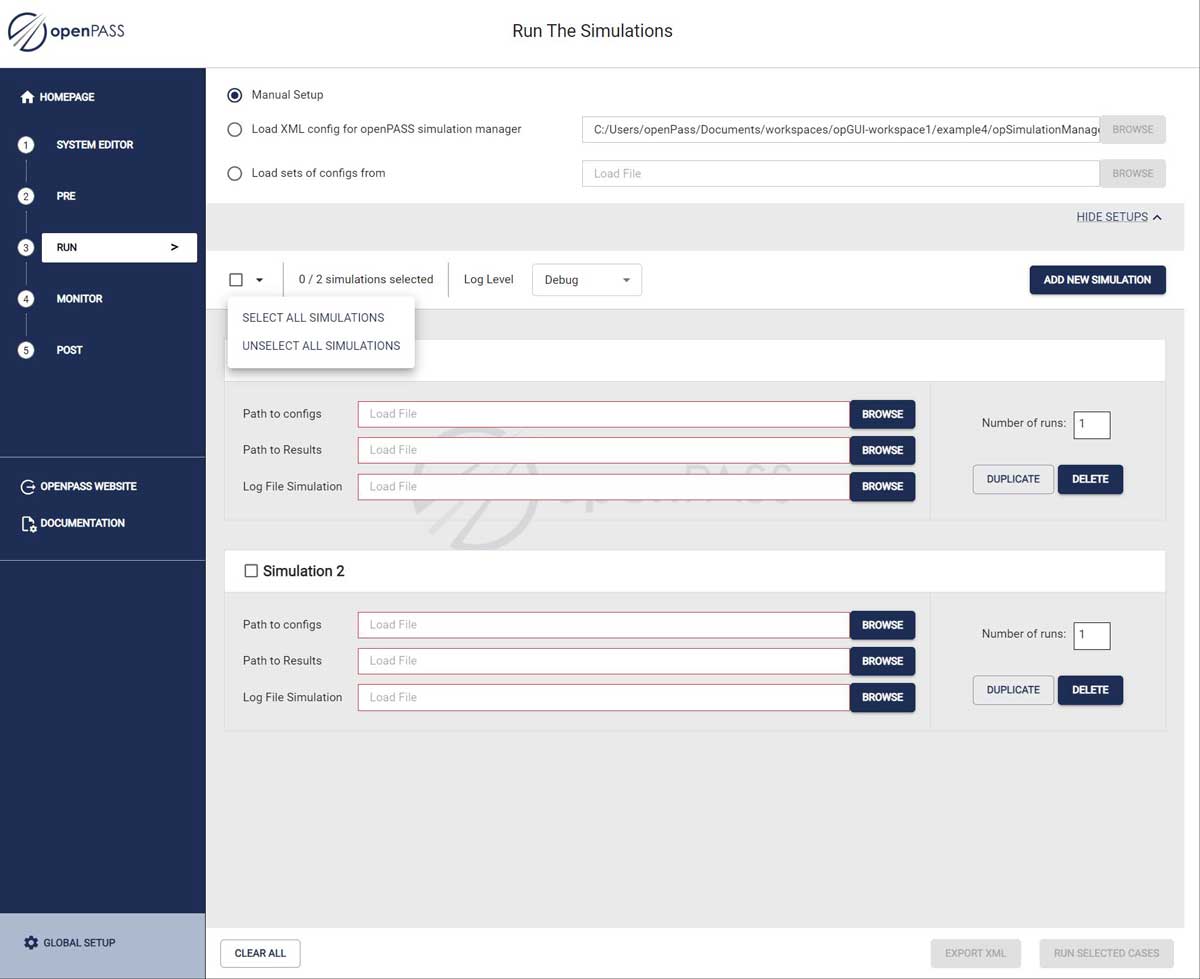 openPASS
Run The Simulations
HOMEPAGE
1 SYSTEM EDITOR
2 PRE
3 RUN >
4 MONITOR
5 POST
OPENPASS WEBSITE
DOCUMENTATION
GLOBAL SETUP
Manual Setup
Load XML config for openPASS simulation manager C:/Users/openPass/Documents/workspaces/opGUI-workspace1/example4/opSimulationManage BROWSE
Load sets of configs from Load File BROWSE
HIDE SETUPS
0 / 2 simulations selected Log Level Debug ADD NEW SIMULATION
SELECT ALL SIMULATIONS
UNSELECT ALL SIMULATIONS
Path to configs Load File BROWSE
Path to Results Load File BROWSE
Log File Simulation Load File BROWSE
Number of runs: 1
DUPLICATE DELETE
openPASS
Simulation 2
Path to configs Load File BROWSE
Path to Results Load File BROWSE
Log File Simulation Load File BROWSE
Number of runs: 1
DUPLICATE DELETE
CLEAR ALL EXPORT XML RUN SELECTED CASES